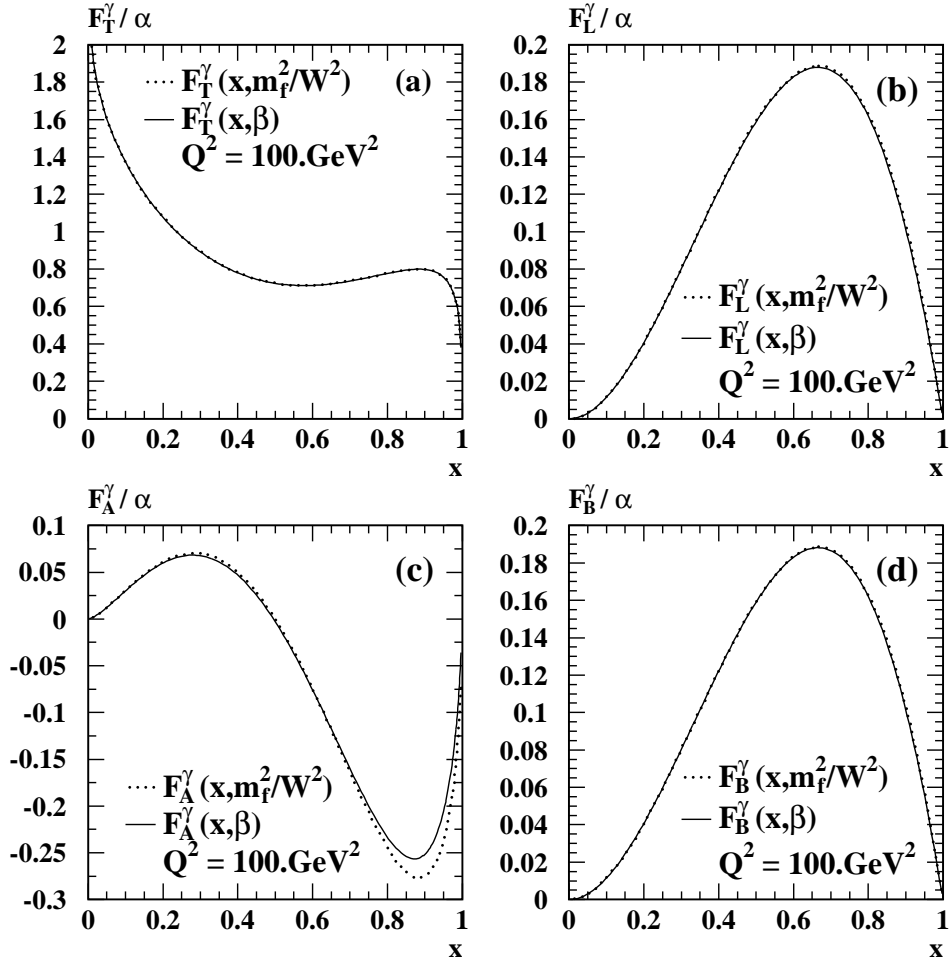 F_T^γ / α
2
1.8
1.6
1.4
1.2
1
0.8
0.6
0.4
0.2
0
F_T^γ (x,m_f^2/W^2)
F_T^γ (x,β)
Q^2 = 100.GeV^2
(a)
0 0.2 0.4 0.6 0.8 1
x
F_L^γ / α
0.2
0.18
0.16
0.14
0.12
0.1
0.08
0.06
0.04
0.02
0
(b)
F_L^γ (x,m_f^2/W^2)
F_L^γ (x,β)
Q^2 = 100.GeV^2
0 0.2 0.4 0.6 0.8 1
x
F_A^γ / α
0.1
0.05
0
-0.05
-0.1
-0.15
-0.2
-0.25
-0.3
(c)
F_A^γ (x,m_f^2/W^2)
F_A^γ (x,β)
Q^2 = 100.GeV^2
0 0.2 0.4 0.6 0.8 1
x
F_B^γ / α
0.2
0.18
0.16
0.14
0.12
0.1
0.08
0.06
0.04
0.02
0
(d)
F_B^γ (x,m_f^2/W^2)
F_B^γ (x,β)
Q^2 = 100.GeV^2
0 0.2 0.4 0.6 0.8 1
x